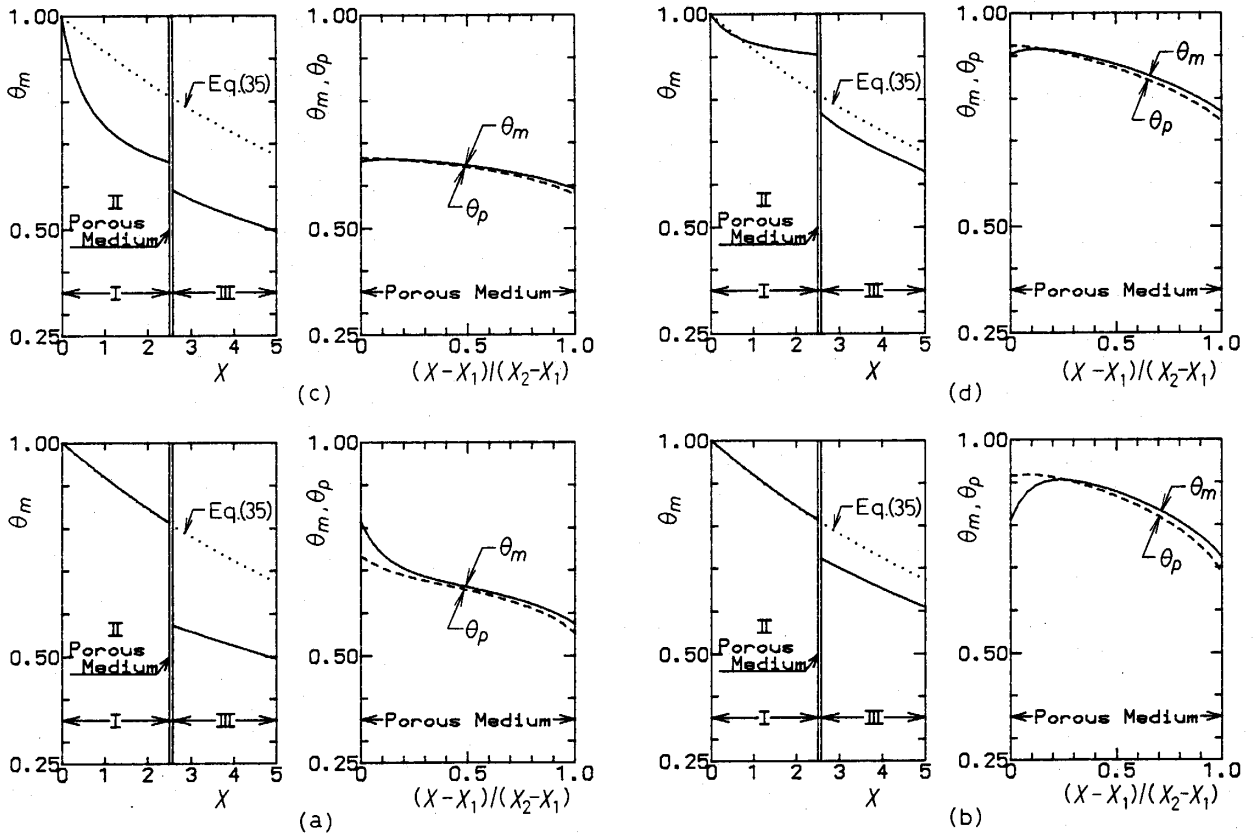 1.00
θm
Eq.(35)
0.50
II
Porous
Medium
I
III
0.25
0 1 2 3 4 5
X
1.00
θm, θp
θm
θp
0.50
Porous Medium
0.25
0 0.5 1.0
(X-X1)/(X2-X1)
(c)
1.00
θm
Eq.(35)
0.50
II
Porous
Medium
I
III
0.25
0 1 2 3 4 5
X
1.00
θm, θp
θm
θp
0.50
Porous Medium
0.25
0 0.5 1.0
(X-X1)/(X2-X1)
(d)
1.00
θm
Eq.(35)
0.50
II
Porous
Medium
I
III
0.25
0 1 2 3 4 5
X
1.00
θm, θp
θm
θp
0.50
Porous Medium
0.25
0 0.5 1.0
(X-X1)/(X2-X1)
(a)
1.00
θm
Eq.(35)
0.50
II
Porous
Medium
I
III
0.25
0 1 2 3 4 5
X
1.00
θm, θp
θm
θp
0.50
Porous Medium
0.25
0 0.5 1.0
(X-X1)/(X2-X1)
(b)